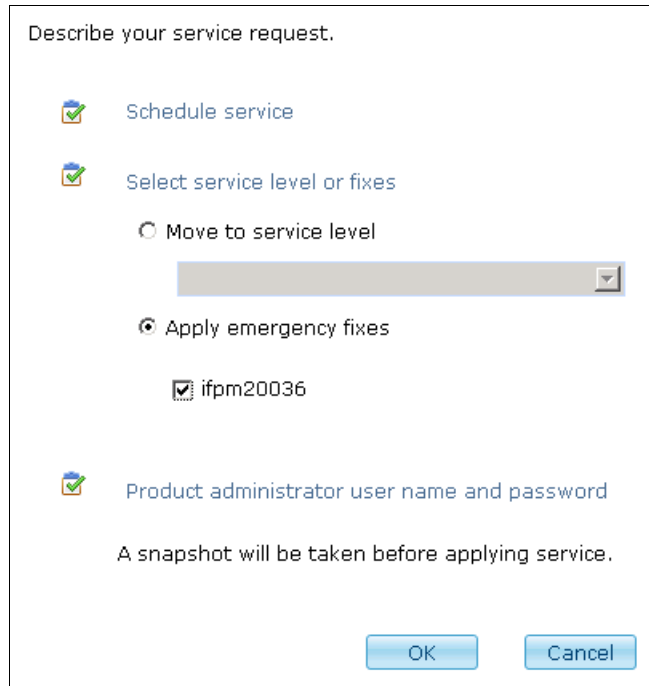 Describe your service request.
Schedule service
Select service level or fixes
Move to service level
Apply emergency fixes
ifpm20036
Product administrator user name and password
A snapshot will be taken before applying service.
OK
Cancel